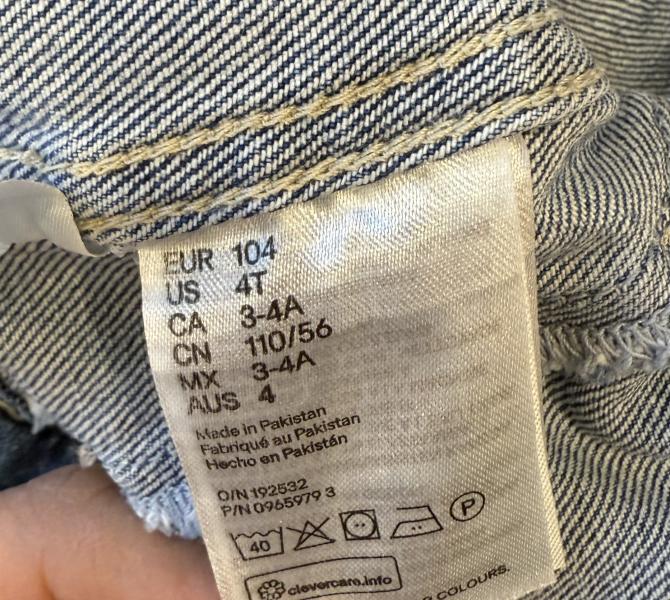 EUR 104
US 4T
CA 3-4A
CN 110/56
MX 3-4A
AUS 4
Made in Pakistan
Fabriqué au Pakistan
Hecho en Pakistán
O/N 192532
P/N 0965979 3
40
P
clevercare.info
COLOURS.